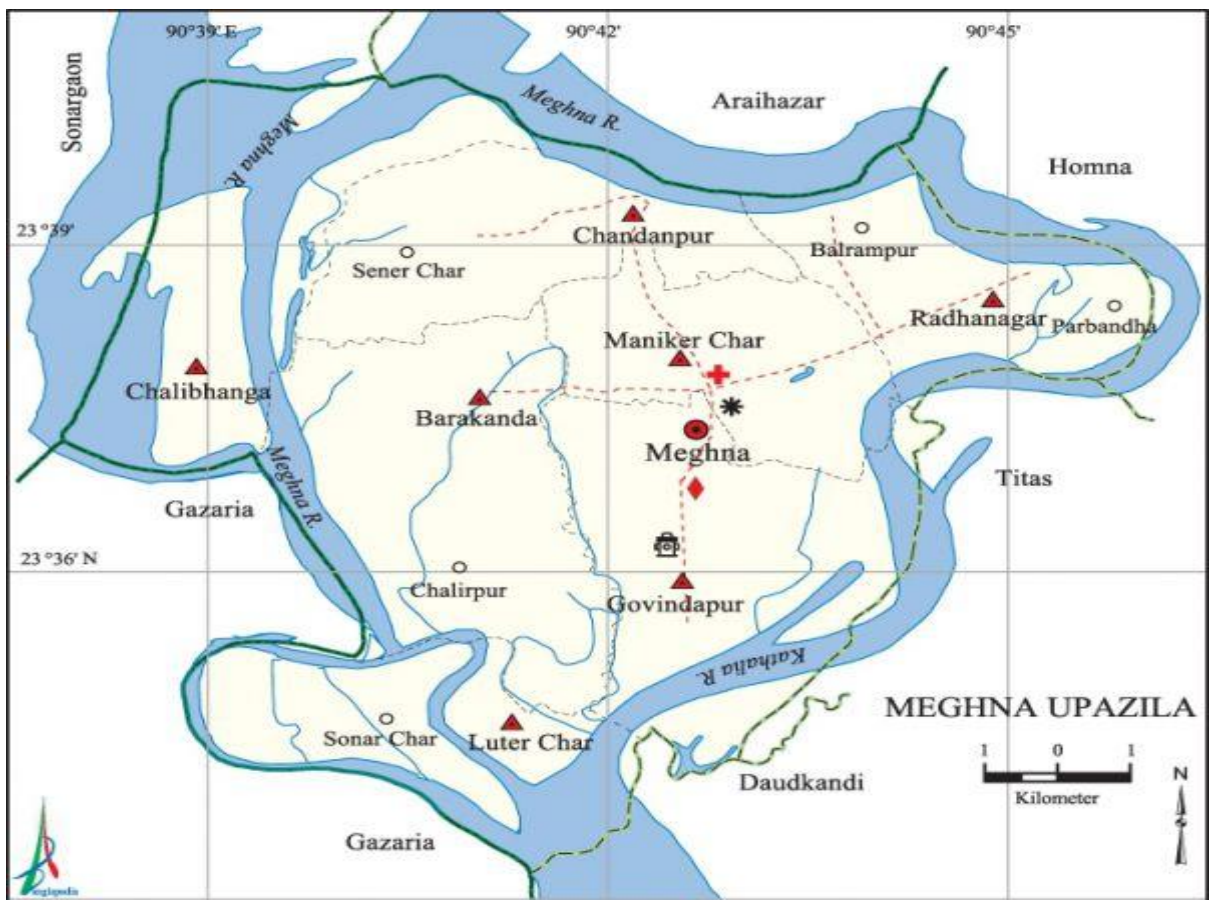 90°39' E
90°42'
90°45'
Sonargaon
Meghna R.
Meghna R.
Araihazar
Homna
23°39'
Chandanpur
Balrampur
Sener Char
Radhanagar
Parbandha
Maniker Char
Chalibhanga
Barakanda
Meghna
Meghna R.
Titas
Gazaria
23°36' N
Chalirpur
Govindapur
Kathalia R.
MEGHNA UPAZILA
Sonar Char
Luter Char
1 0 1
Kilometer
N
Daudkandi
Gazaria